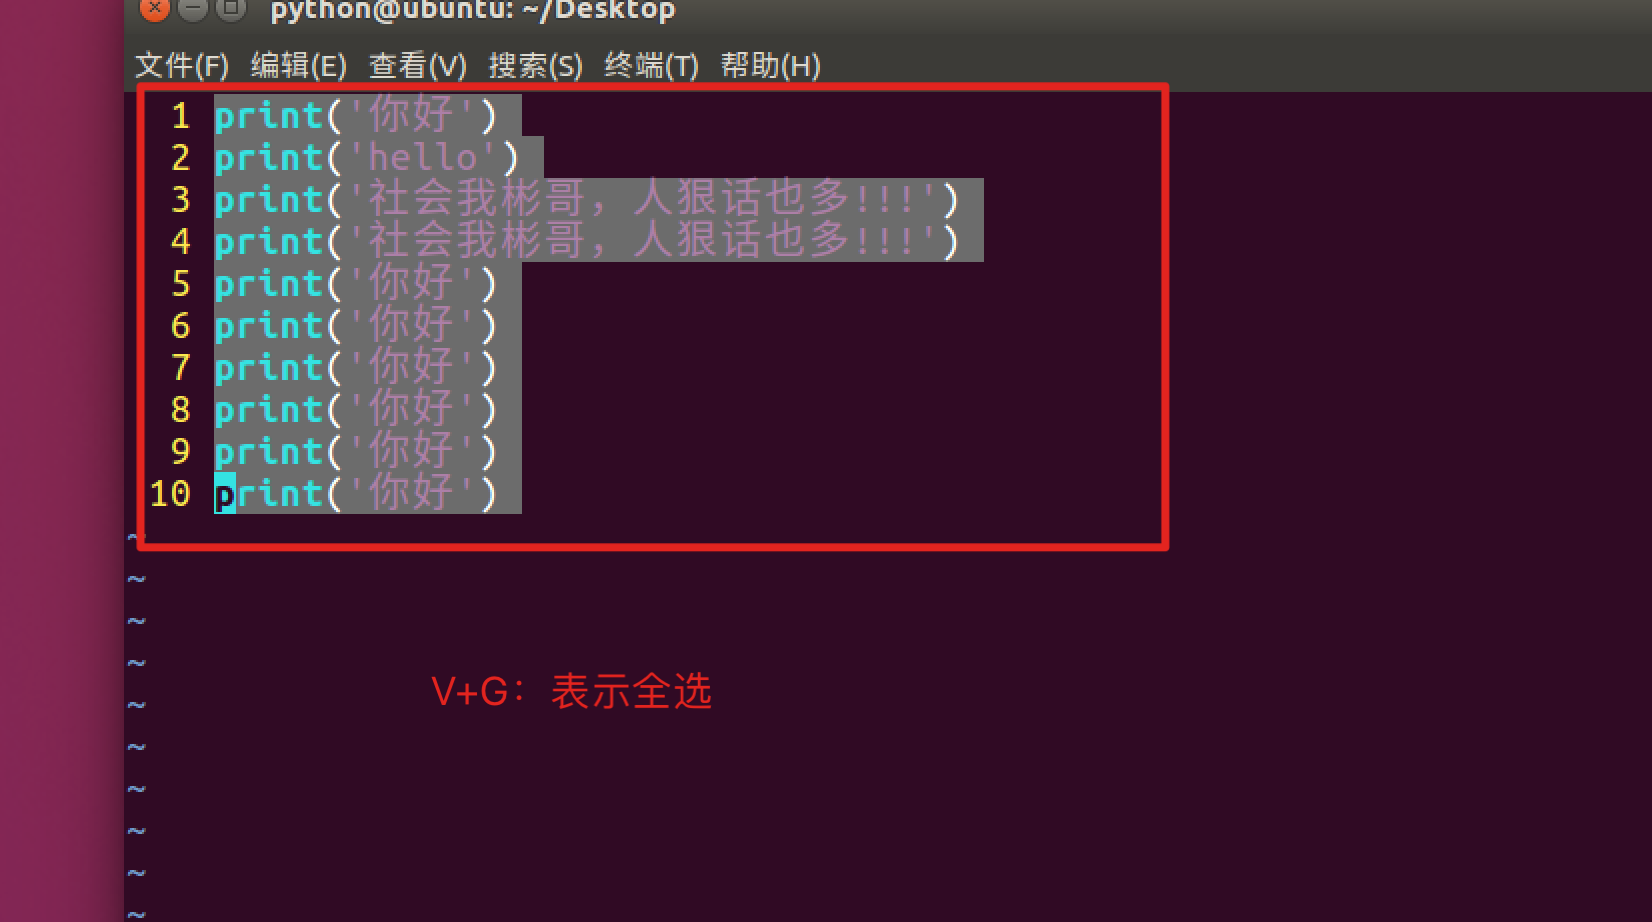 python@ubuntu: ~/Desktop
文件(F) 编辑(E) 查看(V) 搜索(S) 终端(T) 帮助(H)
1 print('你好')
2 print('hello')
3 print('社会我彬哥，人狠话也多!!!')
4 print('社会我彬哥，人狠话也多!!!')
5 print('你好')
6 print('你好')
7 print('你好')
8 print('你好')
9 print('你好')
10 print('你好')
~
~
~
~
~
V+G：表示全选
~
~
~
~
~